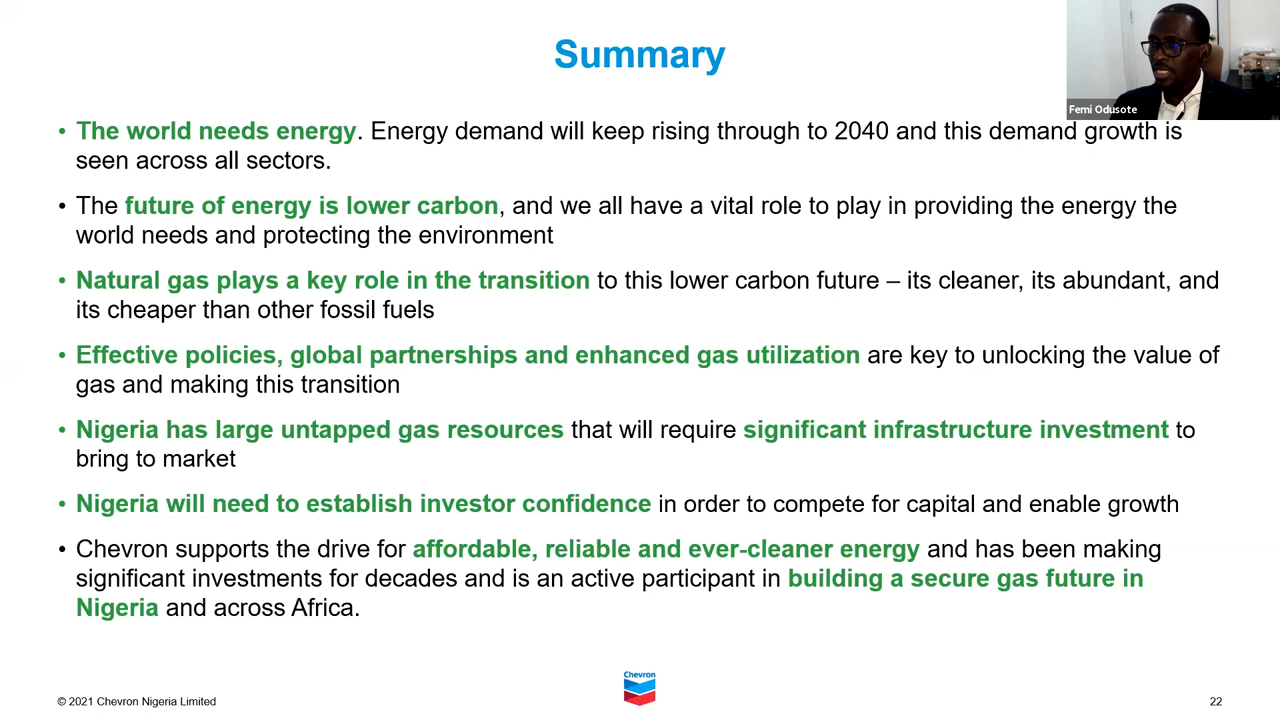 Summary
Femi Odusote
• The world needs energy. Energy demand will keep rising through to 2040 and this demand growth is
seen across all sectors.
• The future of energy is lower carbon, and we all have a vital role to play in providing the energy the
world needs and protecting the environment
• Natural gas plays a key role in the transition to this lower carbon future – its cleaner, its abundant, and
its cheaper than other fossil fuels
• Effective policies, global partnerships and enhanced gas utilization are key to unlocking the value of
gas and making this transition
• Nigeria has large untapped gas resources that will require significant infrastructure investment to
bring to market
• Nigeria will need to establish investor confidence in order to compete for capital and enable growth
• Chevron supports the drive for affordable, reliable and ever-cleaner energy and has been making
significant investments for decades and is an active participant in building a secure gas future in
Nigeria and across Africa.
Chevron
© 2021 Chevron Nigeria Limited
22